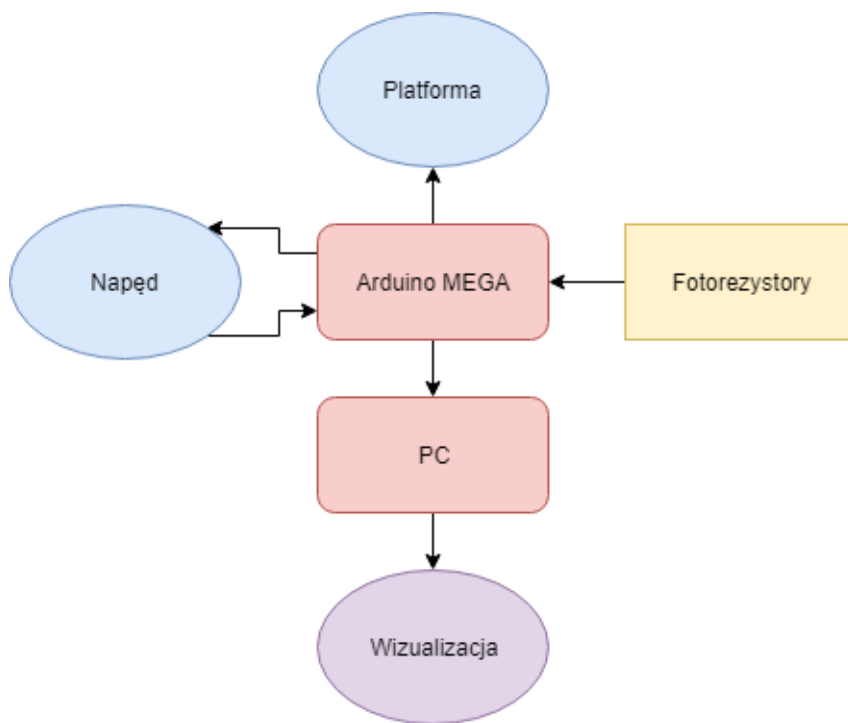 Platforma
Napęd
Arduino MEGA
Fotorezystory
PC
Wizualizacja